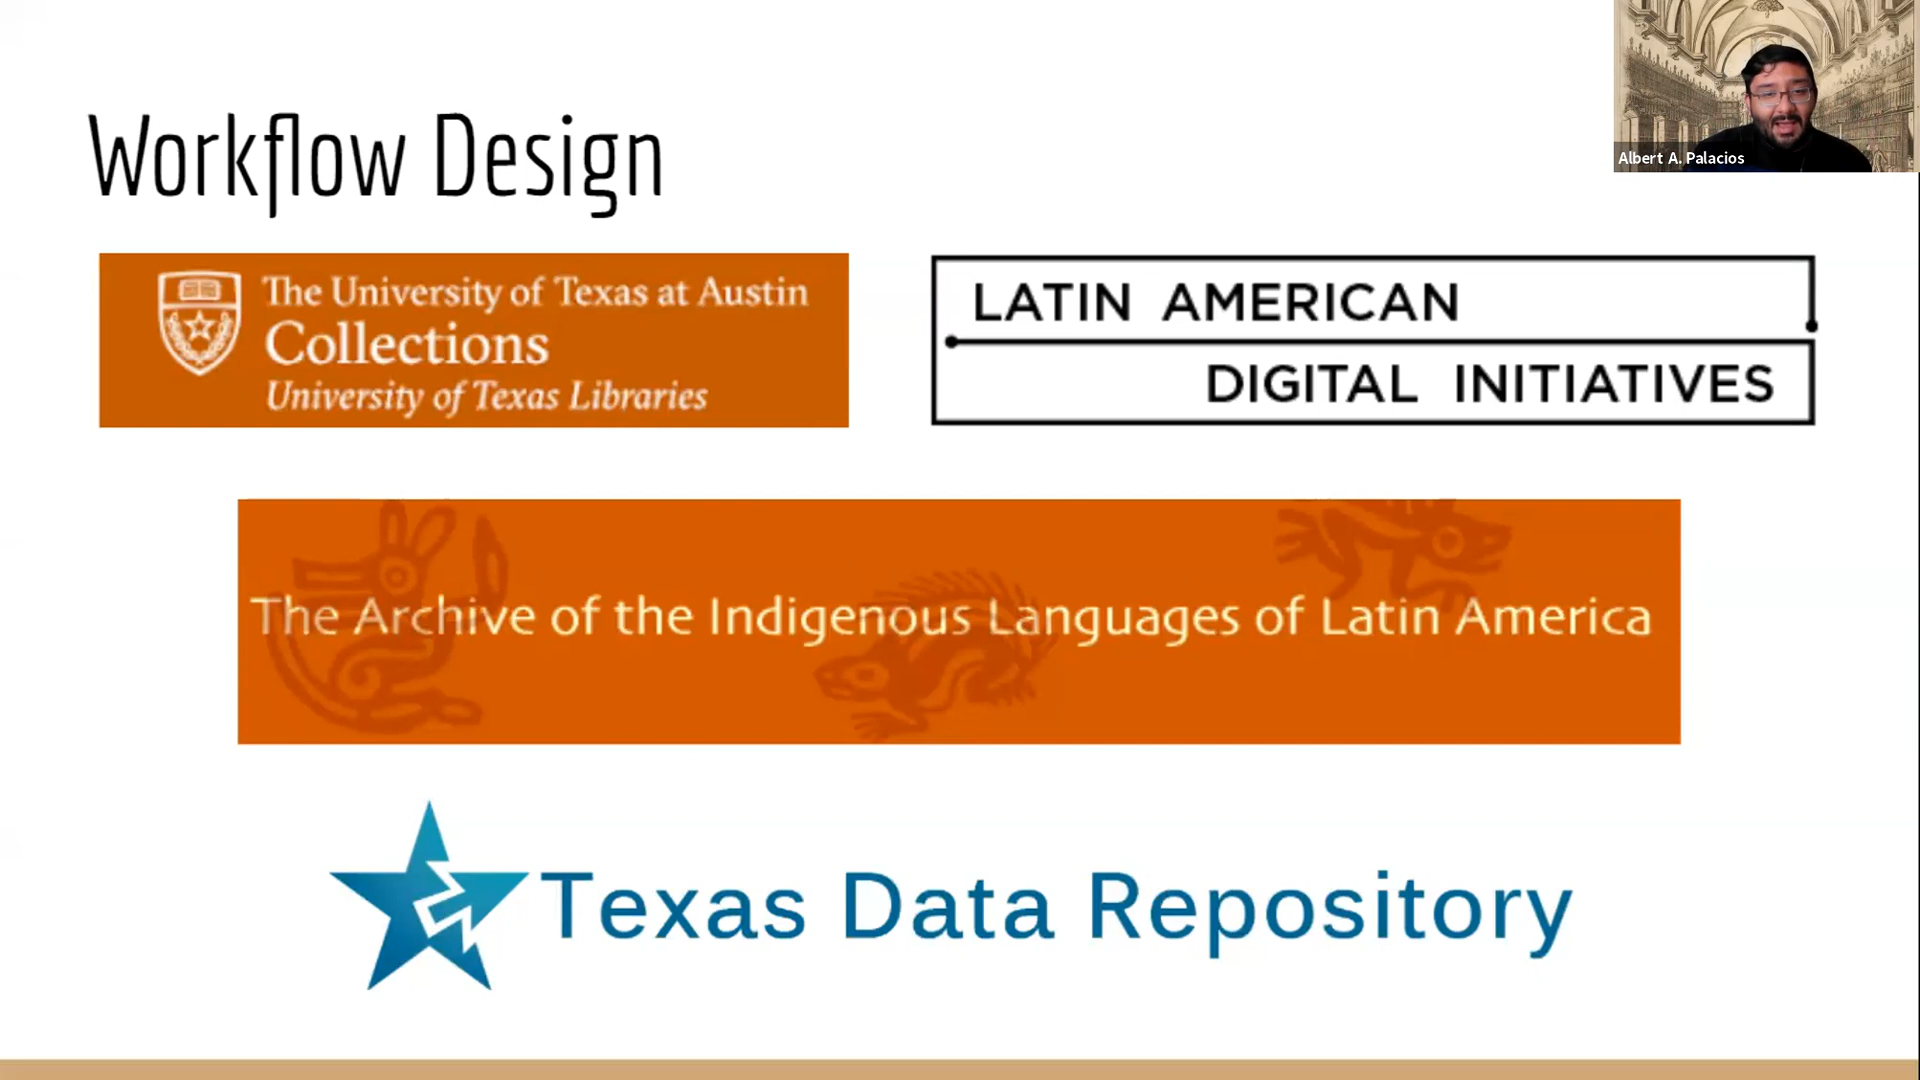 Workflow Design
Albert A. Palacios
The University of Texas at Austin
Collections
University of Texas Libraries
LATIN AMERICAN
DIGITAL INITIATIVES
The Archive of the Indigenous Languages of Latin America
Texas Data Repository